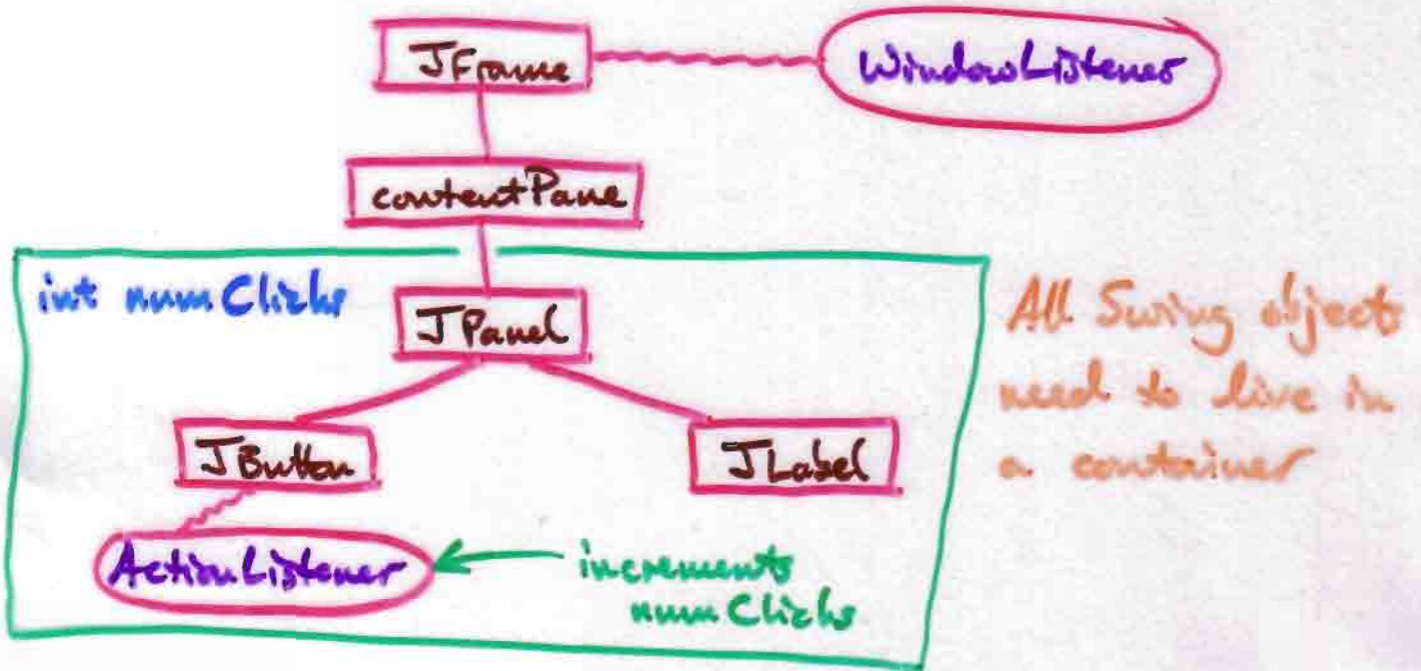 JFrame
WindowListener
contentPane
int numClicks
JPanel
All Swing objects
need to live in
a container
JButton
JLabel
ActionListener
increments
numClicks